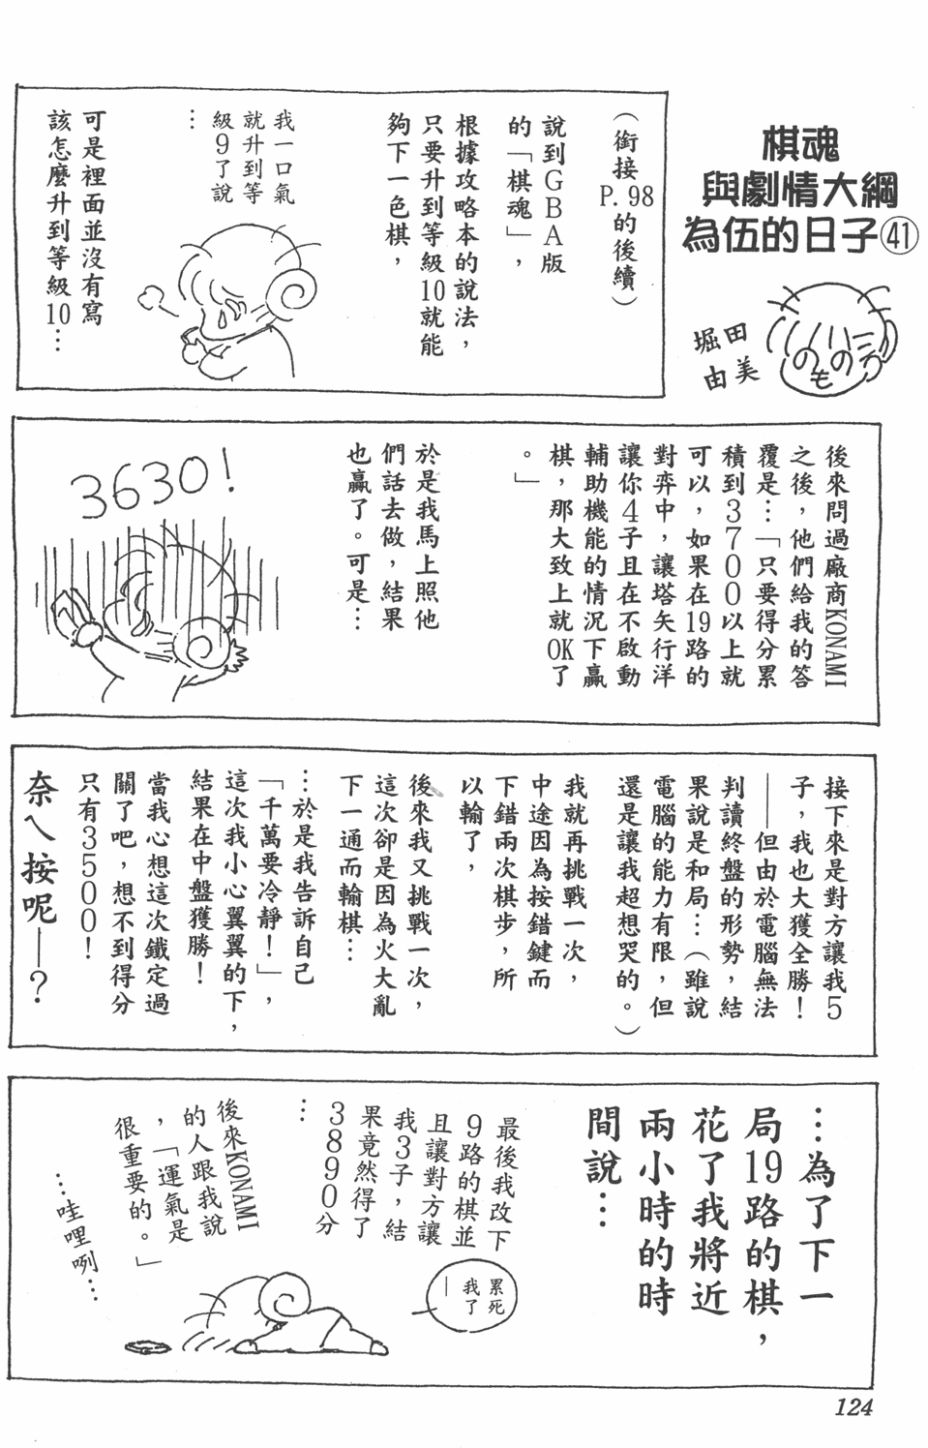 棋魂
與劇情大綱
為伍的日子㊶
堀田
由美
のものろ
（銜接
P.98
的後續）
說到GBA版
的「棋魂」，
根據攻略本的說法，
只要升到等級10就能
夠下一色棋，
我一口氣
就升到等
級9了說
…
可是裡面並沒有寫
該怎麼升到等級10…
後來問過廠商KONAMI
之後，他們給我的答
覆是…「只要得分累
積到3700以上就
可以，如果在19路的
對弈中，讓塔矢行洋
讓你4子且在不啟動
輔助機能的情況下贏
棋，那大致上就OK了
。」
於是我馬上照他
們話去做，結果
也贏了。可是…
3630！
接下來是對方讓我5
子，我也大獲全勝！
——但由於電腦無法
判讀終盤的形勢，結
果說是和局…（雖說
電腦的能力有限，但
還是讓我超想哭的。）
我就再挑戰一次，
中途因為按錯鍵而
下錯兩次棋步，所
以輸了，
後來我又挑戰一次，
這次卻是因為火大亂
下一通而輸棋…
…於是我告訴自己
「千萬要冷靜！」，
這次我小心翼翼的下，
結果在中盤獲勝！
當我心想這次鐵定過
關了吧，想不到得分
只有3500！
奈ㄟ按呢——？
…為了下一
局19路的棋，
花了我將近
兩小時的時
間說…
最後我改下
9路的棋並
且讓對方讓
我3子，結
果竟然得了
3890分
…
累死
我了
—
後來KONAMI
的人跟我說
，「運氣是
很重要的。」
…哇哩咧…
124